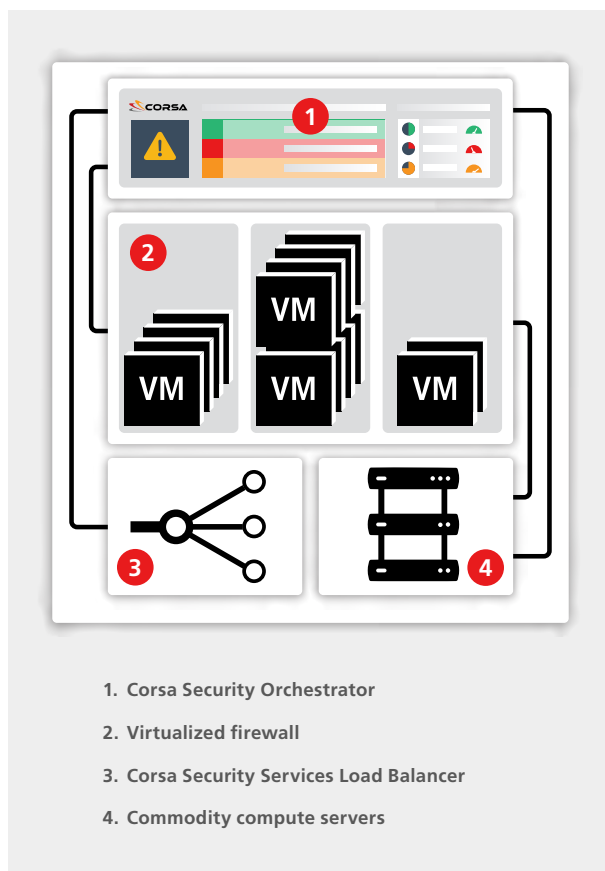 CORSA
1
2
VM
VM
VM
VM
3
4
1. Corsa Security Orchestrator
2. Virtualized firewall
3. Corsa Security Services Load Balancer
4. Commodity compute servers